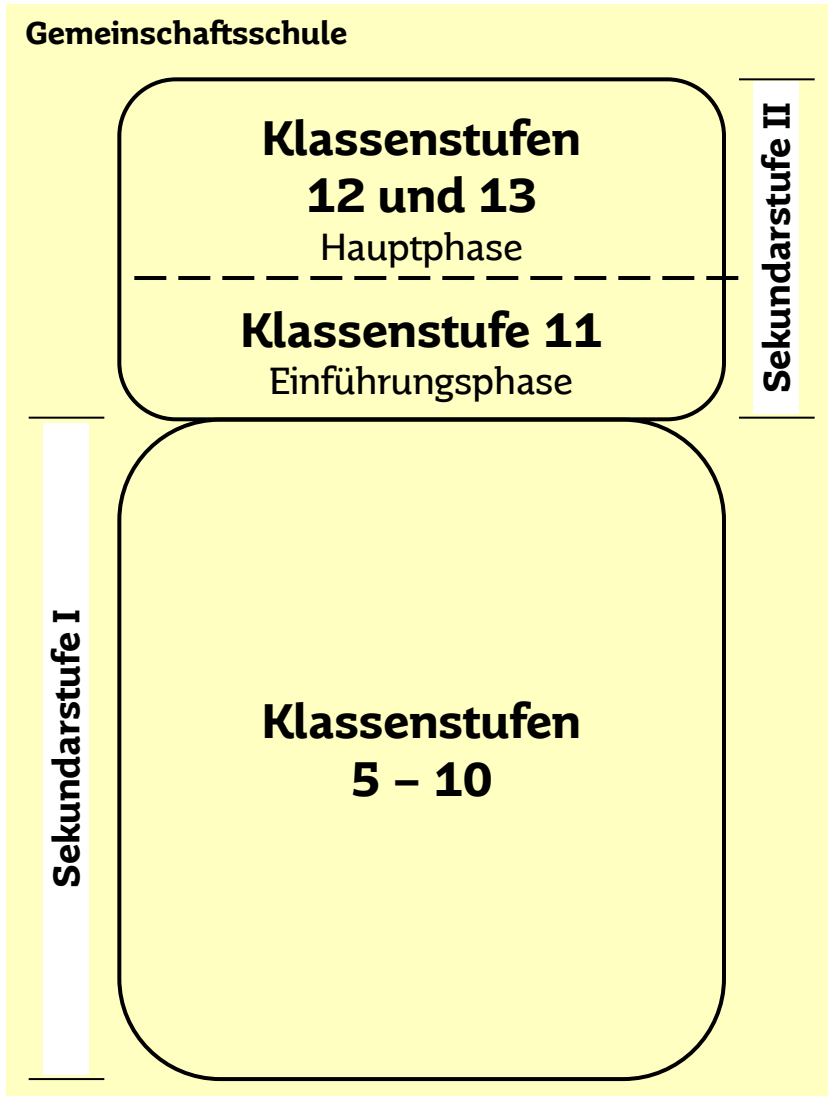 Gemeinschaftsschule
Klassenstufen
12 und 13
Hauptphase
Klassenstufe 11
Einführungsphase
Sekundarstufe II
Klassenstufen
5 – 10
Sekundarstufe I